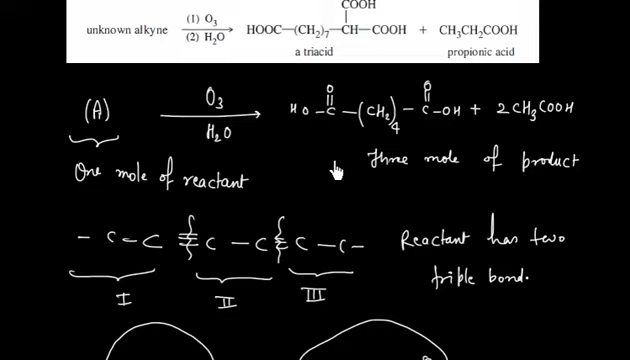 COOH
unknown alkyne (1) O3 (2) H2O HOOC—(CH2)7—CH—COOH + CH3CH2COOH
a triacid propionic acid
(A) O3 H2O HO—C(=O)—(CH2)4—C(=O)—OH + 2CH3COOH
One mole of reactant
Three mole of product
— C — C ≡ C — C ≡ C — C —
Reactant has two
triple bond.
I II III